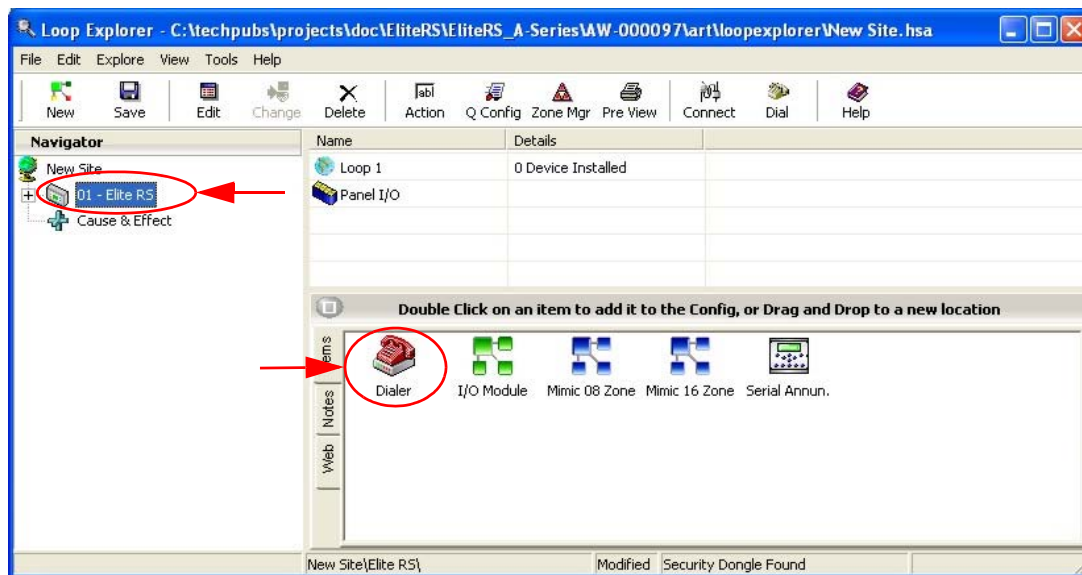 Loop Explorer - C:\techpubs\projects\doc\EliteRS\EliteRS_A-Series\AW-000097\art\loopexplorer\New Site.hsa
File Edit Explore View Tools Help
New Save Edit Change Delete Action Q Config Zone Mgr Pre View Connect Dial Help
Navigator
New Site
01 - Elite RS
Cause & Effect
Name Details
Loop 1 0 Device Installed
Panel I/O
Double Click on an item to add it to the Config, or Drag and Drop to a new location
Notes
Web
Dialer I/O Module Mimic 08 Zone Mimic 16 Zone Serial Annun.
New Site\Elite RS\ Modified Security Dongle Found